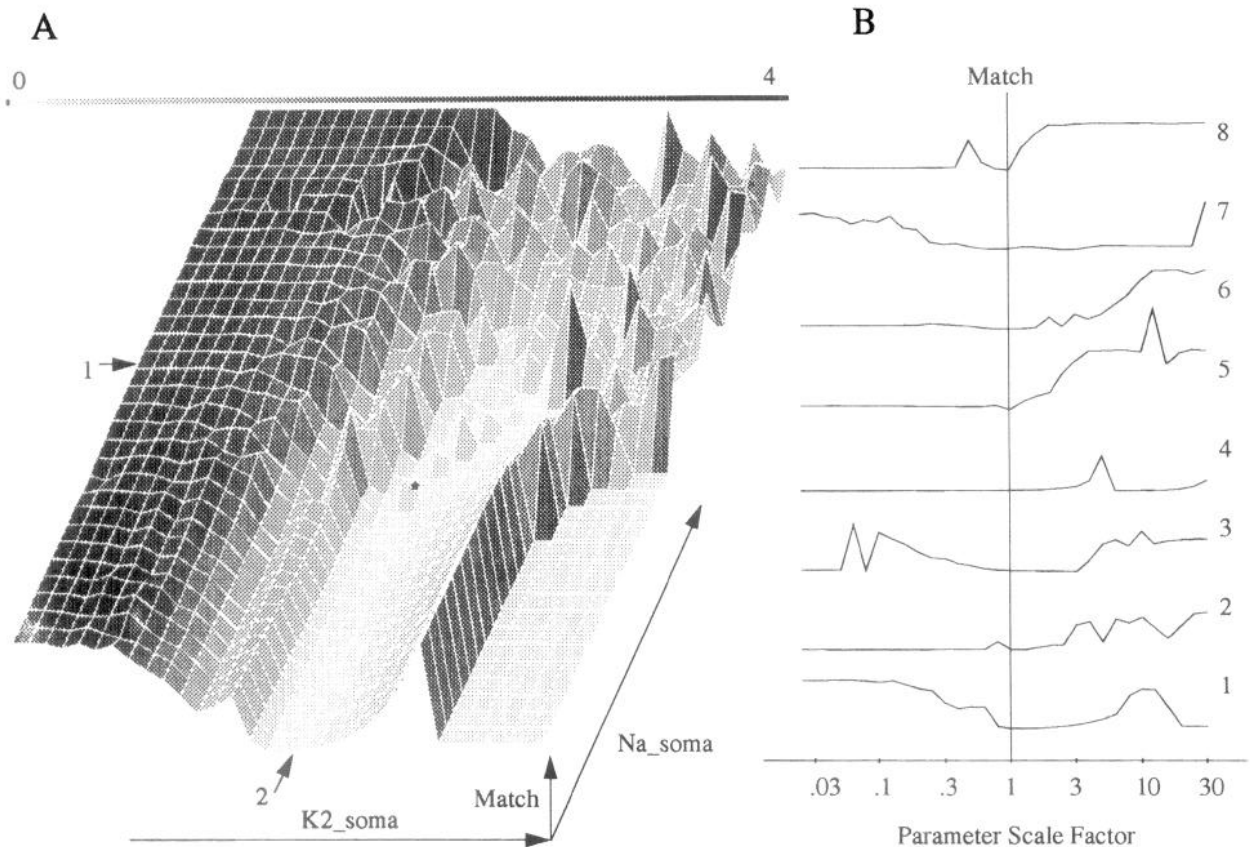 A
0 4
1
2
K2_soma
Match
Na_soma
B
Match
8
7
6
5
4
3
2
1
.03 .1 .3 1 3 10 30
Parameter Scale Factor